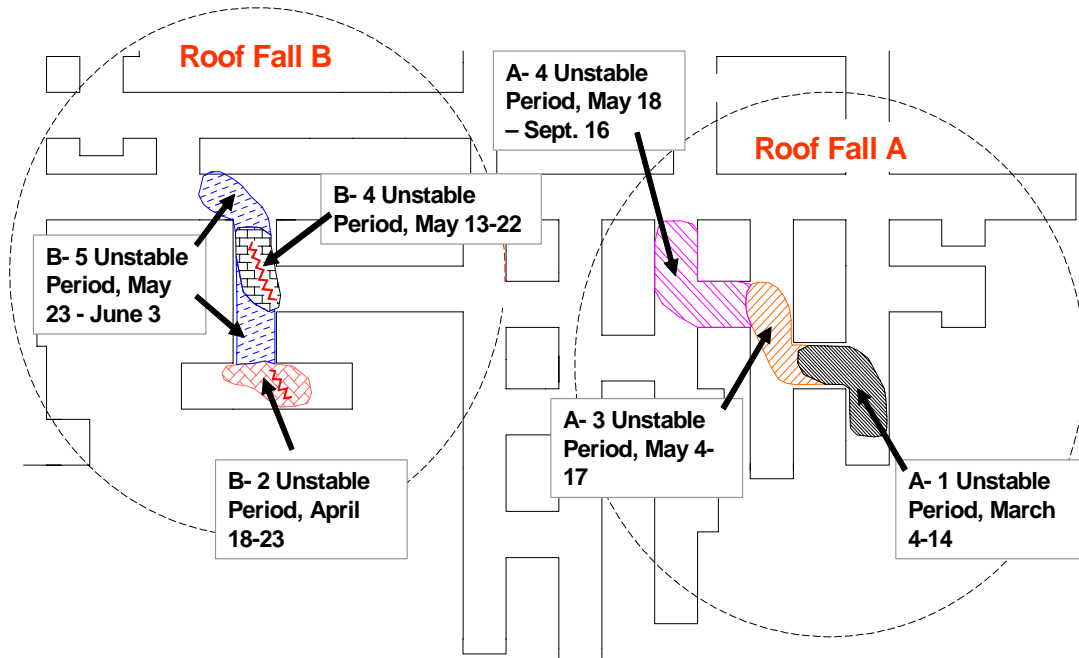 Roof Fall B
A- 4 Unstable
Period, May 18
– Sept. 16
Roof Fall A
B- 4 Unstable
Period, May 13-22
B- 5 Unstable
Period, May
23 - June 3
A- 3 Unstable
Period, May 4-
17
B- 2 Unstable
Period, April
18-23
A- 1 Unstable
Period, March
4-14